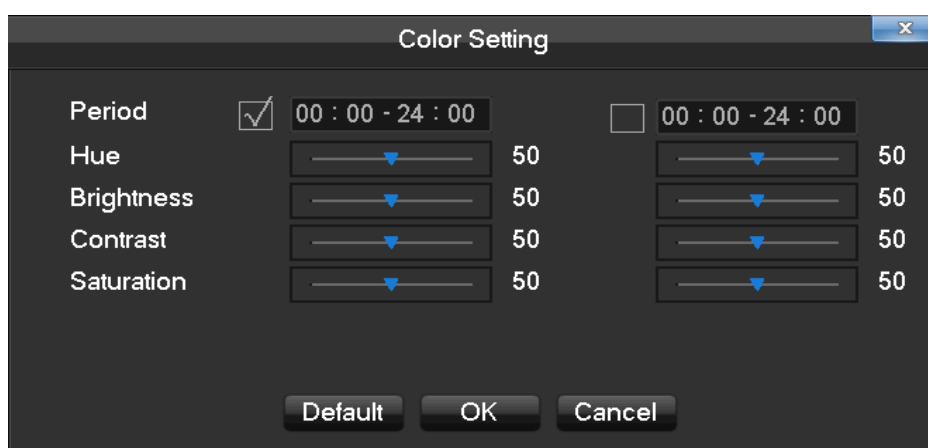 Color Setting
x
Period 00 : 00 - 24 : 00 00 : 00 - 24 : 00
Hue 50 50
Brightness 50 50
Contrast 50 50
Saturation 50 50
Default OK Cancel